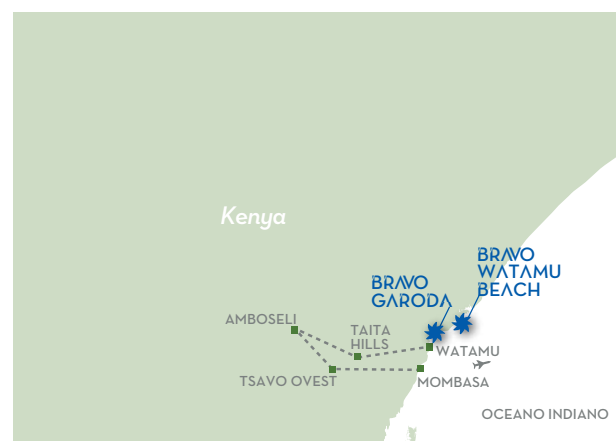 Kenya
BRAVO
WATAMU
BEACH
BRAVO
GARODA
AMBOSELI
TAITA
HILLS
WATAMU
TSAVO OVEST
MOMBASA
OCEANO INDIANO